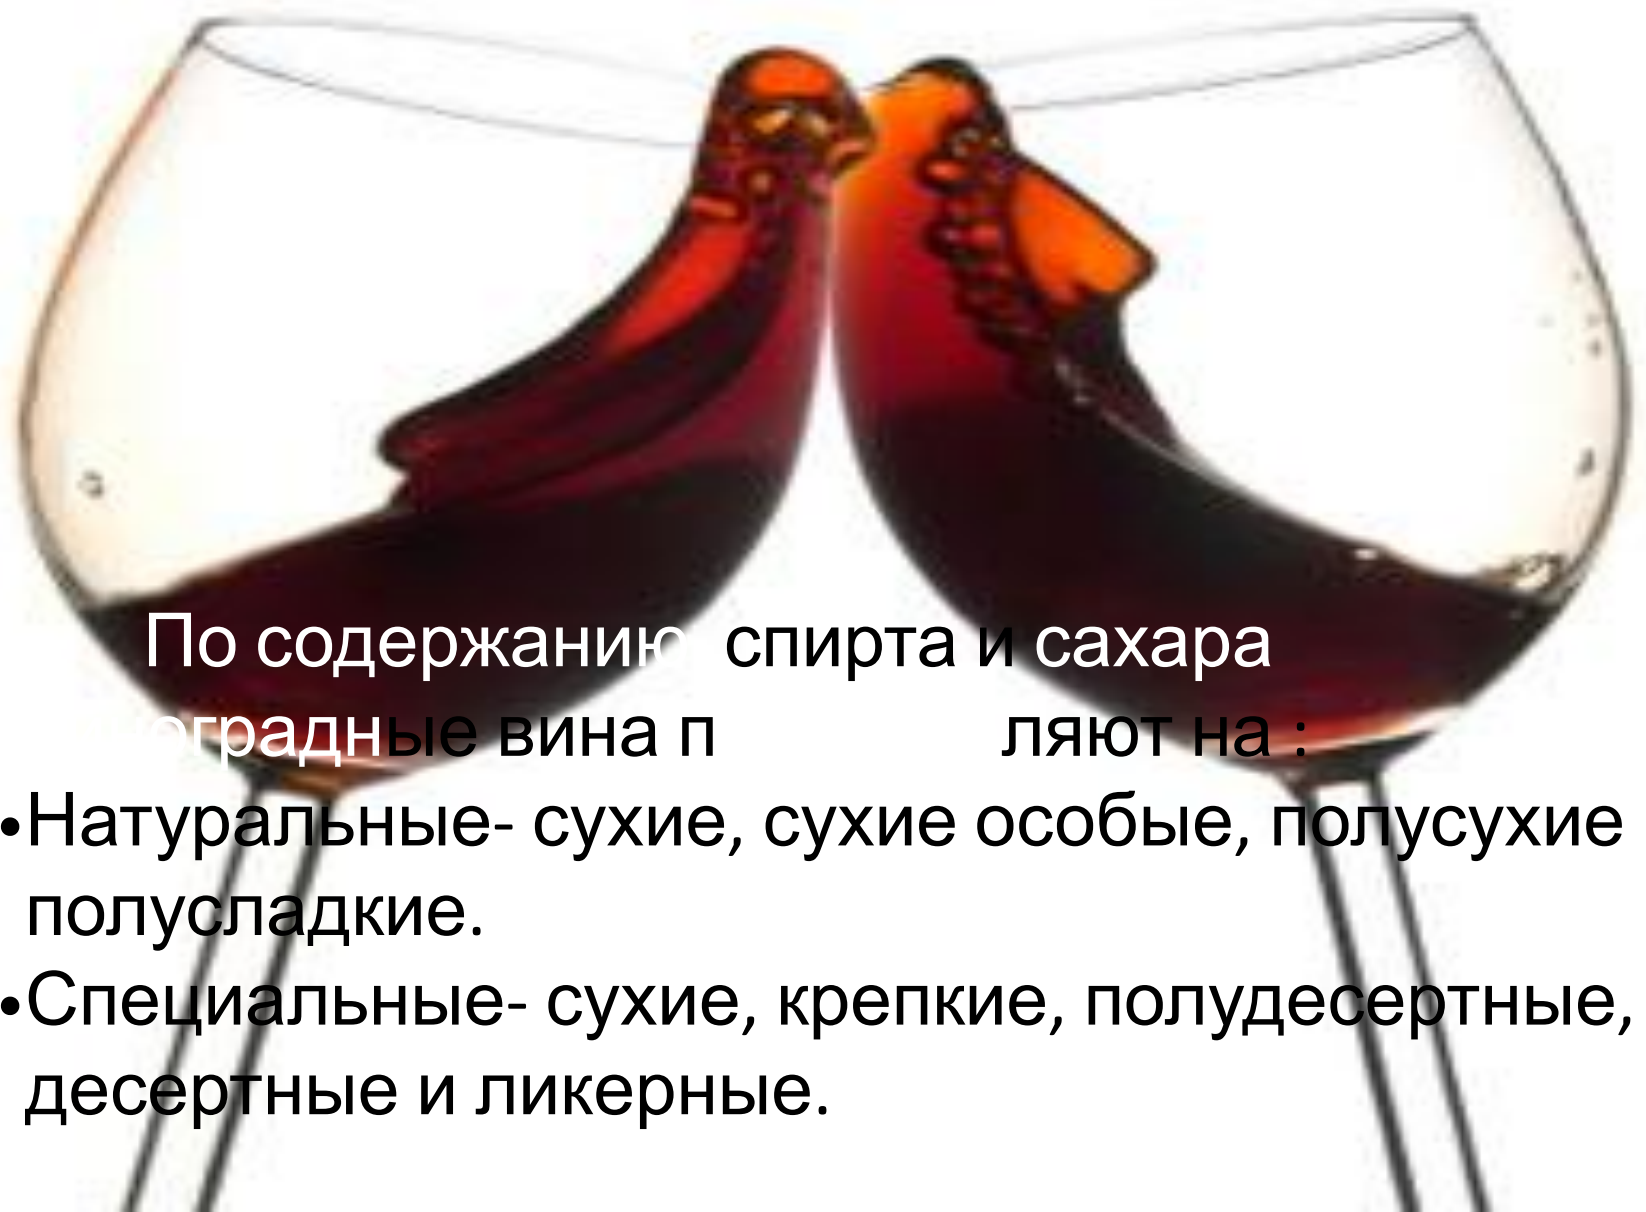 По содержанию спирта и сахара
оградные вина п ляют на :
•Натуральные- сухие, сухие особые, полусухие
полусладкие.
•Специальные- сухие, крепкие, полудесертные,
десертные и ликерные.